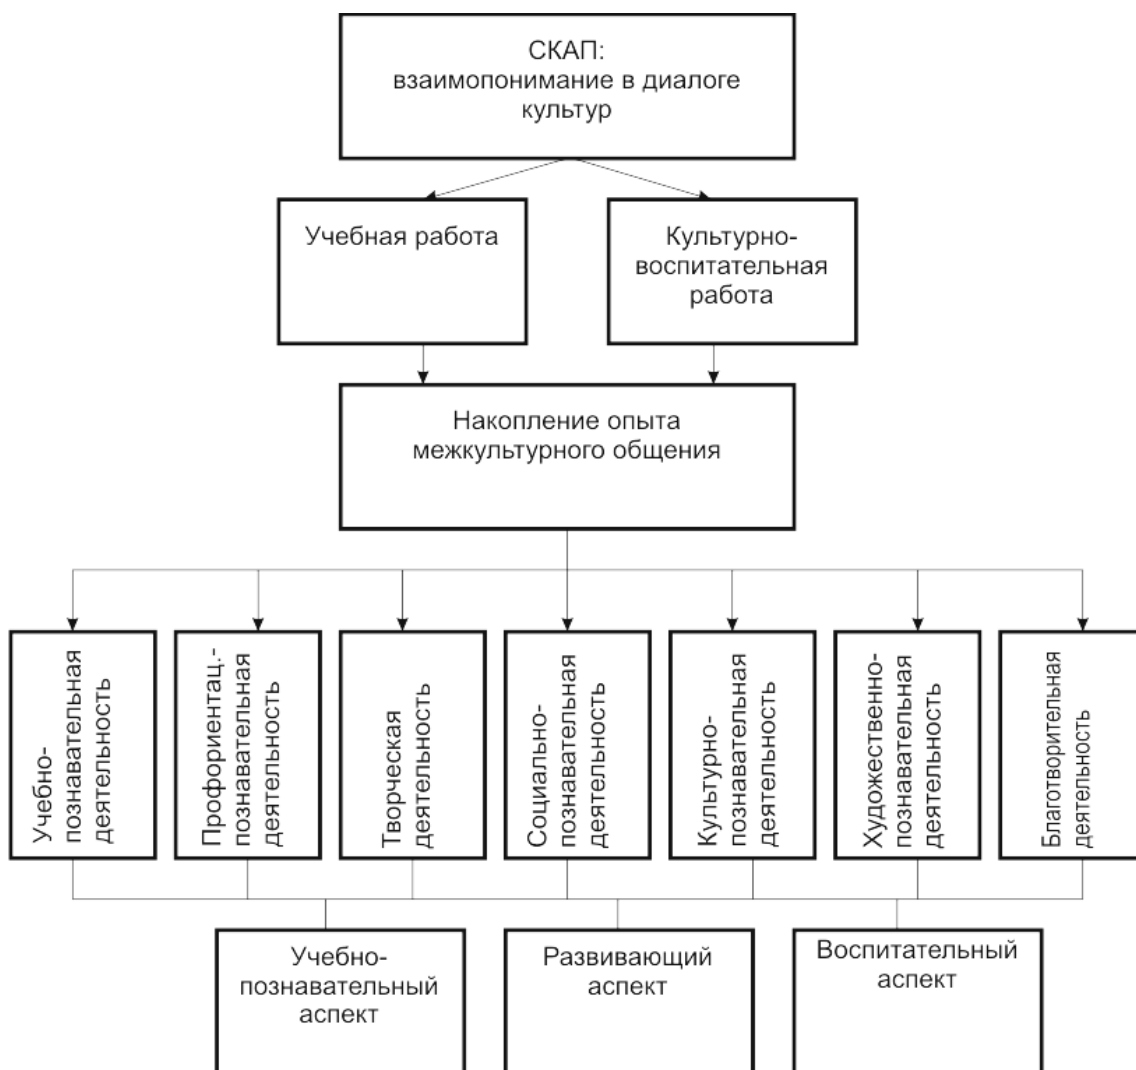 СКАП:
взаимопонимание в диалоге
культур
Учебная работа
Культурно-
воспитательная
работа
Накопление опыта
межкультурного общения
Учебно-
познавательная
деятельность
Профориентац.-
познавательная
деятельность
Творческая
деятельность
Социально-
познавательная
деятельность
Культурно-
познавательная
деятельность
Художественно-
познавательная
деятельность
Благотворительная
деятельность
Учебно-
познавательный
аспект
Развивающий
аспект
Воспитательный
аспект